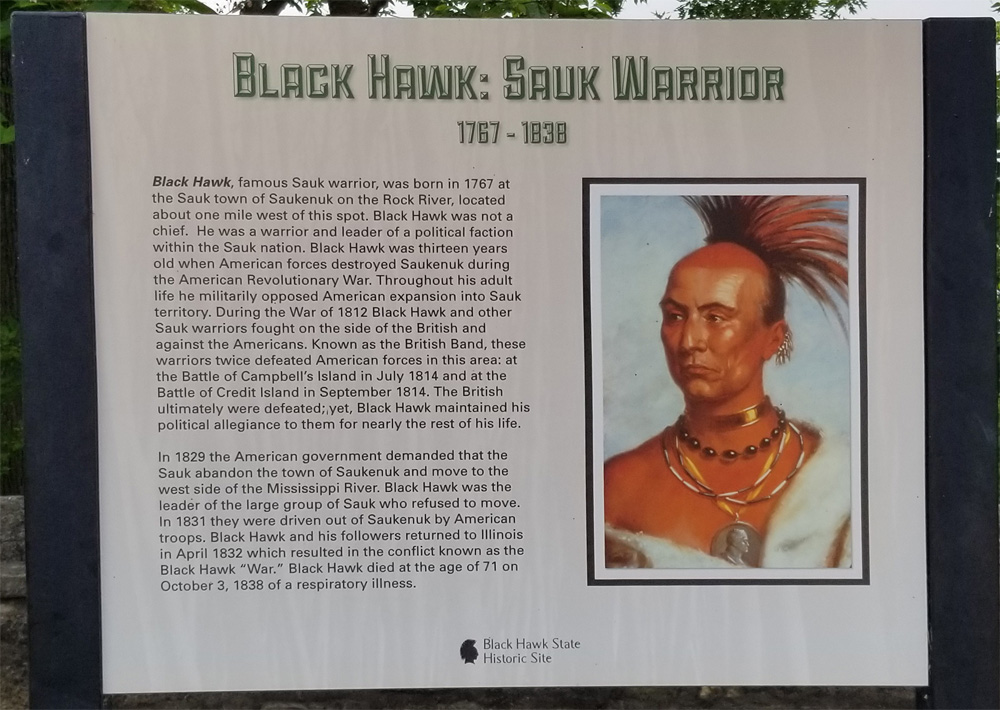 BLACK HAWK: SAUK WARRIOR
1767 - 1838
Black Hawk, famous Sauk warrior, was born in 1767 at
the Sauk town of Saukenuk on the Rock River, located
about one mile west of this spot. Black Hawk was not a
chief.  He was a warrior and leader of a political faction
within the Sauk nation. Black Hawk was thirteen years
old when American forces destroyed Saukenuk during
the American Revolutionary War. Throughout his adult
life he militarily opposed American expansion into Sauk
territory. During the War of 1812 Black Hawk and other
Sauk warriors fought on the side of the British and
against the Americans. Known as the British Band, these
warriors twice defeated American forces in this area: at
the Battle of Campbell's Island in July 1814 and at the
Battle of Credit Island in September 1814. The British
ultimately were defeated; yet, Black Hawk maintained his
political allegiance to them for nearly the rest of his life.
In 1829 the American government demanded that the
Sauk abandon the town of Saukenuk and move to the
west side of the Mississippi River. Black Hawk was the
leader of the large group of Sauk who refused to move.
In 1831 they were driven out of Saukenuk by American
troops. Black Hawk and his followers returned to Illinois
in April 1832 which resulted in the conflict known as the
Black Hawk “War.” Black Hawk died at the age of 71 on
October 3, 1838 of a respiratory illness.
Black Hawk State
Historic Site